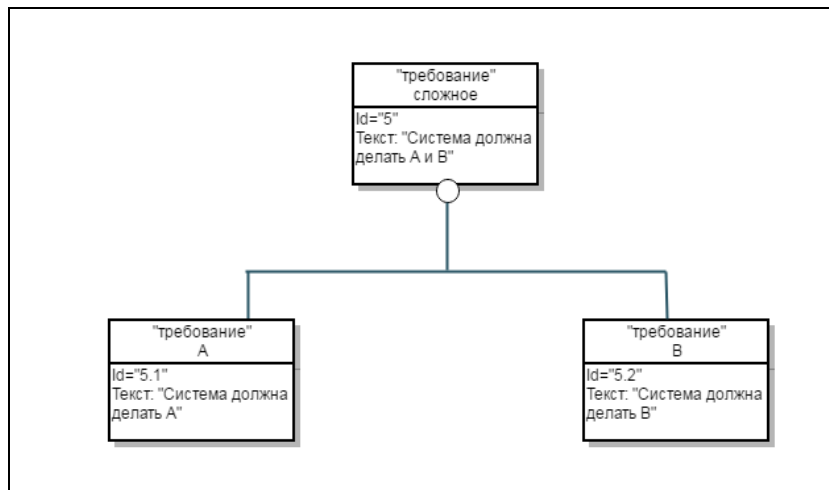 "требование"
сложное
Id="5"
Текст: "Система должна
делать А и В"
"требование"
А
Id="5.1"
Текст: "Система должна
делать А"
"требование"
В
Id="5.2"
Текст: "Система должна
делать В"